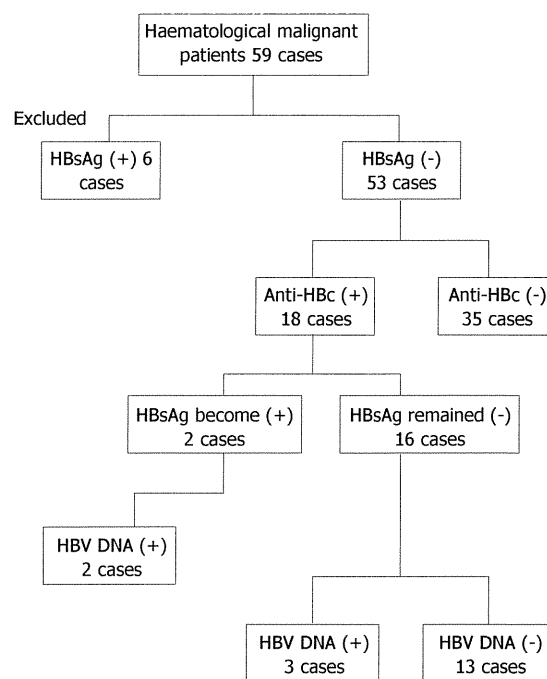 Haematological malignant
patients 59 cases
Excluded
HBsAg (+) 6
cases
HBsAg (-)
53 cases
Anti-HBc (+)
18 cases
Anti-HBc (-)
35 cases
HBsAg become (+)
2 cases
HBsAg remained (-)
16 cases
HBV DNA (+)
2 cases
HBV DNA (+)
3 cases
HBV DNA (-)
13 cases